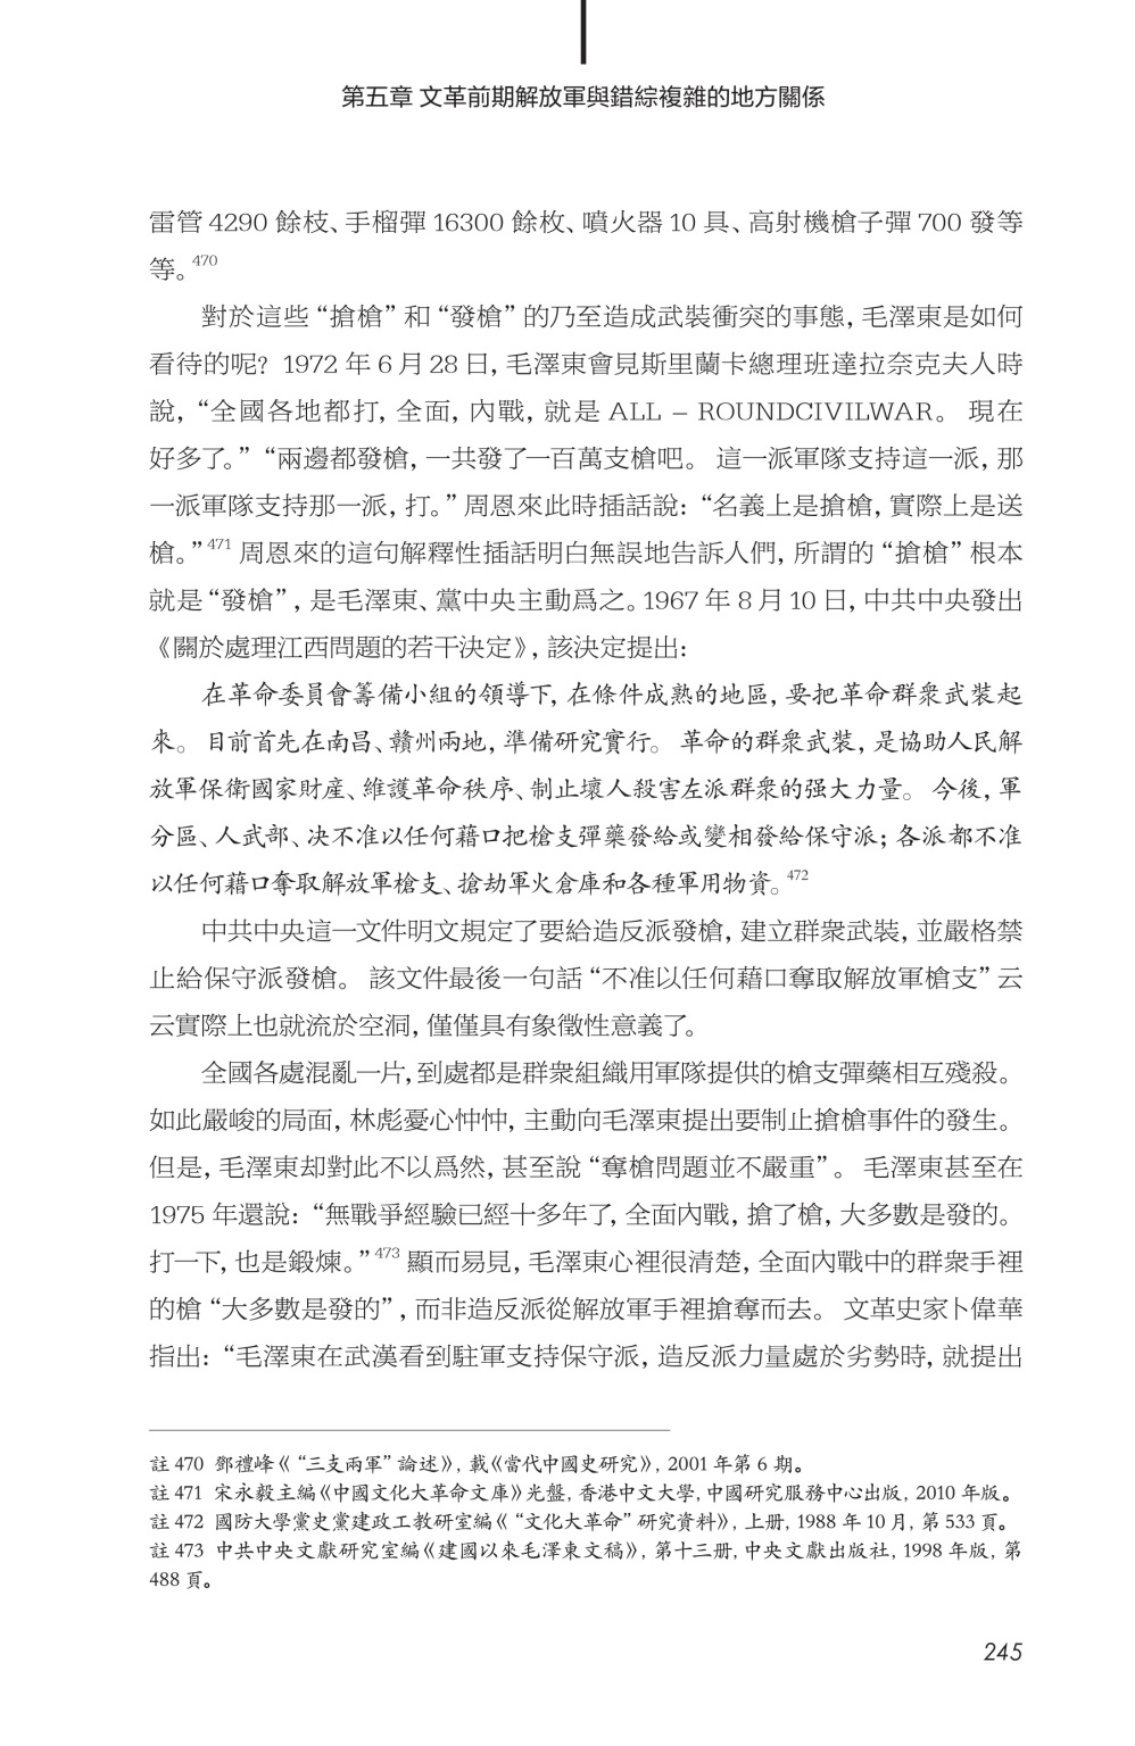 第五章 文革前期解放軍與錯綜複雜的地方關係
雷管 4290 餘枝、手榴彈 16300 餘枚、噴火器 10 具、高射機槍子彈 700 發等
等。470
對於這些“搶槍”和“發槍”的乃至造成武裝衝突的事態, 毛澤東是如何
看待的呢? 1972 年 6 月 28 日, 毛澤東會見斯里蘭卡總理班達拉奈克夫人時
說, “全國各地都打, 全面, 內戰, 就是 ALL – ROUNDCIVILWAR。 現在
好多了。” “兩邊都發槍, 一共發了一百萬支槍吧。 這一派軍隊支持這一派, 那
一派軍隊支持那一派, 打。” 周恩來此時插話說: “名義上是搶槍, 實際上是送
槍。”471 周恩來的這句解釋性插話明白無誤地告訴人們, 所謂的 “搶槍” 根本
就是“發槍”, 是毛澤東、黨中央主動爲之。1967 年 8 月 10 日, 中共中央發出
《關於處理江西問題的若干決定》, 該決定提出:
在革命委員會籌備小組的領導下, 在條件成熟的地區, 要把革命群衆武裝起
來。 目前首先在南昌、贛州兩地, 準備研究實行。 革命的群衆武裝, 是協助人民解
放軍保衛國家財產、維護革命秩序、制止壞人殺害左派群衆的强大力量。 今後, 軍
分區、人武部、决不准以任何藉口把槍支彈藥發給或變相發給保守派; 各派都不准
以任何藉口奪取解放軍槍支、搶劫軍火倉庫和各種軍用物資。472
中共中央這一文件明文規定了要給造反派發槍, 建立群衆武裝, 並嚴格禁
止給保守派發槍。 該文件最後一句話 “不准以任何藉口奪取解放軍槍支” 云
云實際上也就流於空洞, 僅僅具有象徵性意義了。
全國各處混亂一片, 到處都是群衆組織用軍隊提供的槍支彈藥相互殘殺。
如此嚴峻的局面, 林彪憂心忡忡, 主動向毛澤東提出要制止搶槍事件的發生。
但是, 毛澤東却對此不以爲然, 甚至說 “奪槍問題並不嚴重”。 毛澤東甚至在
1975 年還說: “無戰爭經驗已經十多年了, 全面內戰, 搶了槍, 大多數是發的。
打一下, 也是鍛煉。”473 顯而易見, 毛澤東心裡很清楚, 全面內戰中的群衆手裡
的槍 “大多數是發的”, 而非造反派從解放軍手裡搶奪而去。 文革史家卜偉華
指出: “毛澤東在武漢看到駐軍支持保守派, 造反派力量處於劣勢時, 就提出
註 470 鄧禮峰《 “三支兩軍” 論述》, 載《當代中國史研究》, 2001 年第 6 期。
註 471 宋永毅主編《中國文化大革命文庫》光盤, 香港中文大學, 中國研究服務中心出版, 2010 年版。
註 472 國防大學黨史黨建政工教研室編《 “文化大革命” 研究資料》, 上册, 1988 年 10 月, 第 533 頁。
註 473 中共中央文獻研究室編《建國以來毛澤東文稿》, 第十三册, 中央文獻出版社, 1998 年版, 第
488 頁。
245